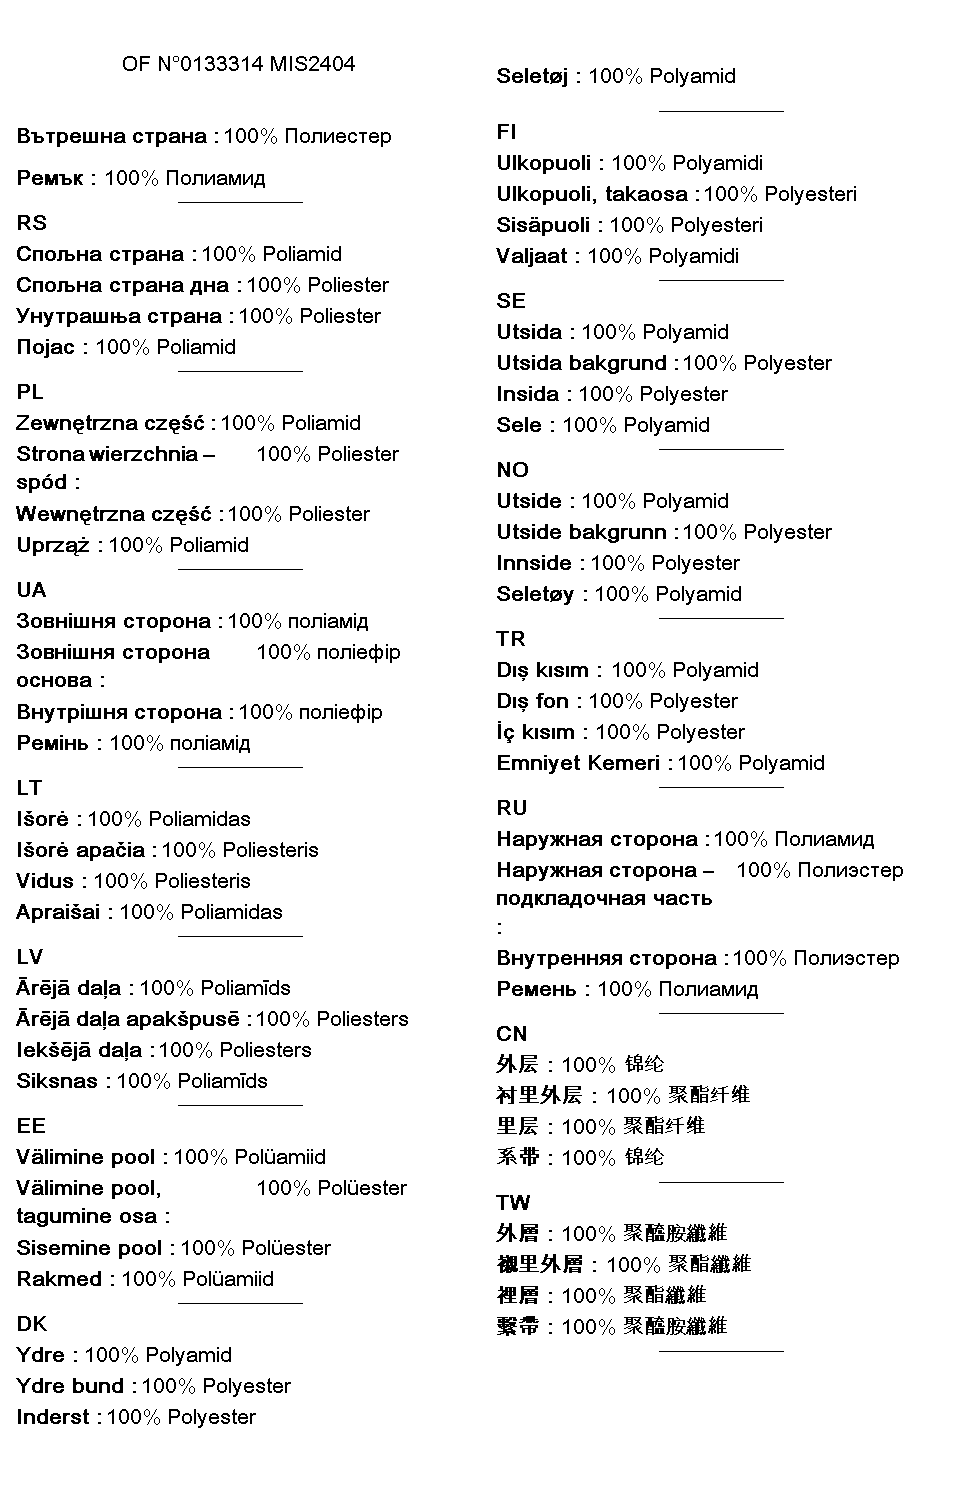 OF N°0133314 MIS2404
Вътрешна страна : 100% Полиестер
Ремък : 100% Полиамид
RS
Спољна страна : 100% Poliamid
Спољна страна дна : 100% Poliester
Унутрашња страна : 100% Poliester
Појас : 100% Poliamid
PL
Zewnętrzna część : 100% Poliamid
Strona wierzchnia – 100% Poliester
spód :
Wewnętrzna część : 100% Poliester
Uprząż : 100% Poliamid
UA
Зовнішня сторона : 100% поліамід
Зовнішня сторона 100% поліефір
основа :
Внутрішня сторона : 100% поліефір
Ремінь : 100% поліамід
LT
Išorė : 100% Poliamidas
Išorė apačia : 100% Poliesteris
Vidus : 100% Poliesteris
Apraišai : 100% Poliamidas
LV
Ārējā daļa : 100% Poliamīds
Ārējā daļa apakšpusē : 100% Poliesters
Iekšējā daļa : 100% Poliesters
Siksnas : 100% Poliamīds
EE
Välimine pool : 100% Polüamiid
Välimine pool, 100% Polüester
tagumine osa :
Sisemine pool : 100% Polüester
Rakmed : 100% Polüamiid
DK
Ydre : 100% Polyamid
Ydre bund : 100% Polyester
Inderst : 100% Polyester
Seletøj : 100% Polyamid
FI
Ulkopuoli : 100% Polyamidi
Ulkopuoli, takaosa : 100% Polyesteri
Sisäpuoli : 100% Polyesteri
Valjaat : 100% Polyamidi
SE
Utsida : 100% Polyamid
Utsida bakgrund : 100% Polyester
Insida : 100% Polyester
Sele : 100% Polyamid
NO
Utside : 100% Polyamid
Utside bakgrunn : 100% Polyester
Innside : 100% Polyester
Seletøy : 100% Polyamid
TR
Dış kısım : 100% Polyamid
Dış fon : 100% Polyester
İç kısım : 100% Polyester
Emniyet Kemeri : 100% Polyamid
RU
Наружная сторона : 100% Полиамид
Наружная сторона – 100% Полиэстер
подкладочная часть
:
Внутренняя сторона : 100% Полиэстер
Ремень : 100% Полиамид
CN
外层 : 100% 锦纶
衬里外层 : 100% 聚酯纤维
里层 : 100% 聚酯纤维
系带 : 100% 锦纶
TW
外層 : 100% 聚醯胺纖維
襯里外層 : 100% 聚酯纖維
裡層 : 100% 聚酯纖維
繫帶 : 100% 聚醯胺纖維